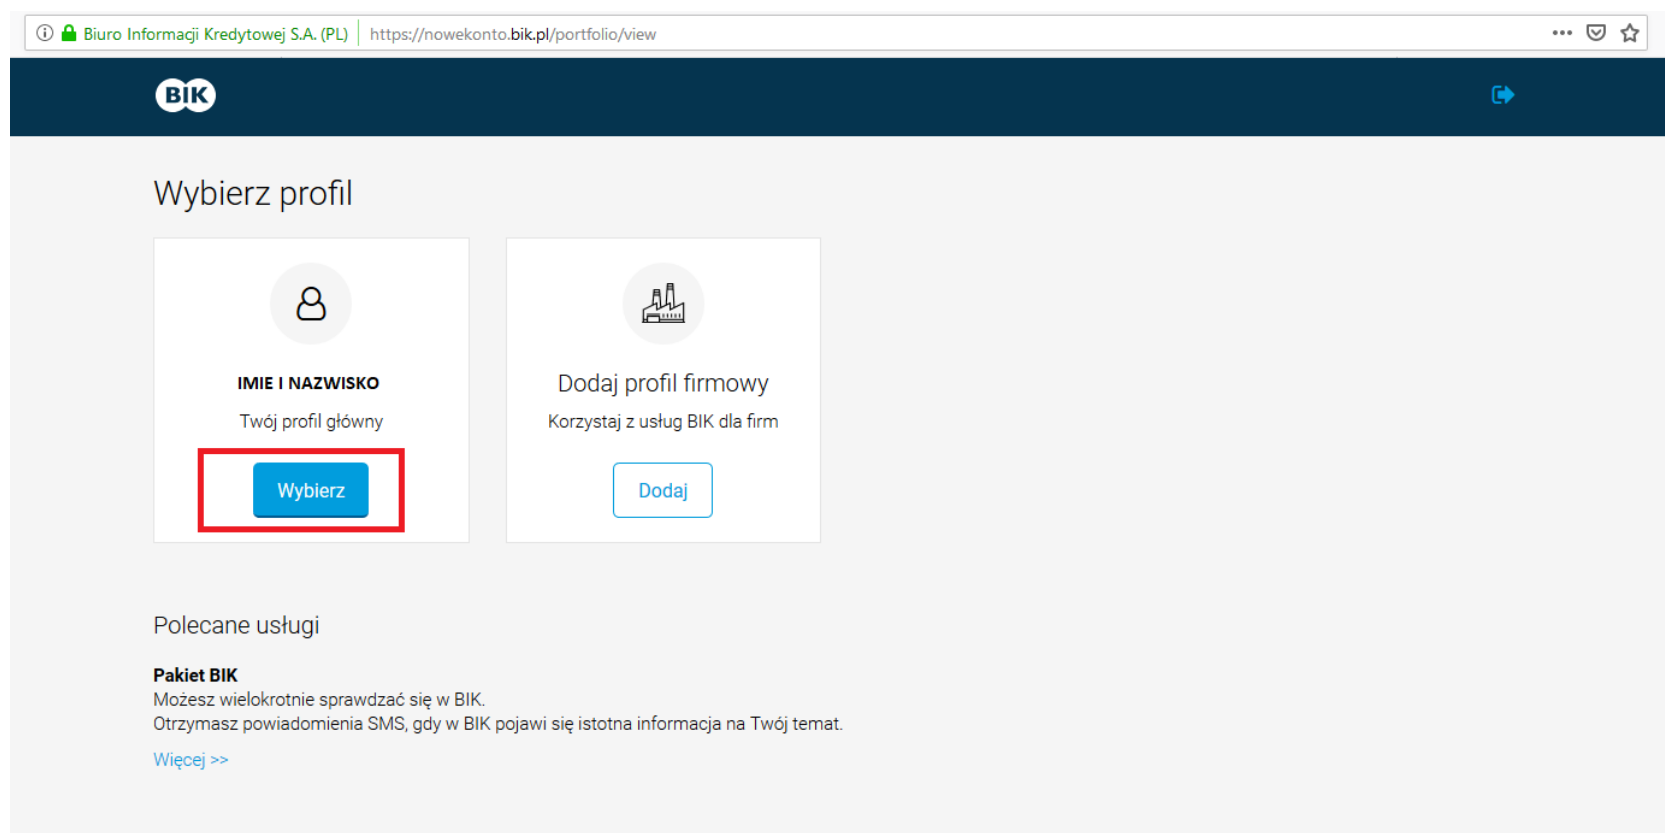 Biuro Informacji Kredytowej S.A. (PL) https://nowekonto.bik.pl/portfolio/view
BIK
Wybierz profil
IMIE I NAZWISKO
Twój profil główny
Wybierz
Dodaj profil firmowy
Korzystaj z usług BIK dla firm
Dodaj
Polecane usługi
Pakiet BIK
Możesz wielokrotnie sprawdzać się w BIK.
Otrzymasz powiadomienia SMS, gdy w BIK pojawi się istotna informacja na Twój temat.
Więcej >>